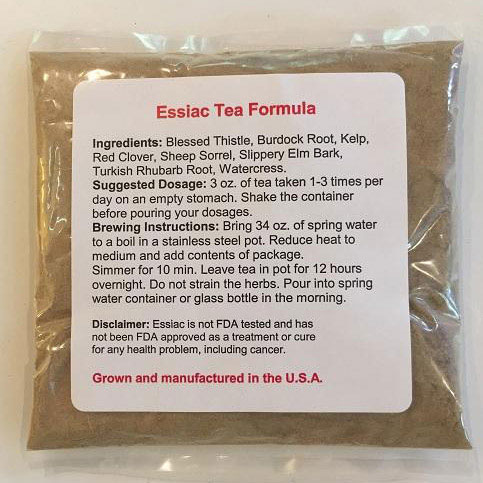 Essiac Tea Formula
Ingredients: Blessed Thistle, Burdock Root, Kelp,
Red Clover, Sheep Sorrel, Slippery Elm Bark,
Turkish Rhubarb Root, Watercress.
Suggested Dosage: 3 oz. of tea taken 1-3 times per
day on an empty stomach. Shake the container
before pouring your dosages.
Brewing Instructions: Bring 34 oz. of spring water
to a boil in a stainless steel pot. Reduce heat to
medium and add contents of package.
Simmer for 10 min. Leave tea in pot for 12 hours
overnight. Do not strain the herbs. Pour into spring
water container or glass bottle in the morning.
Disclaimer: Essiac is not FDA tested and has
not been FDA approved as a treatment or cure
for any health problem, including cancer.
Grown and manufactured in the U.S.A.